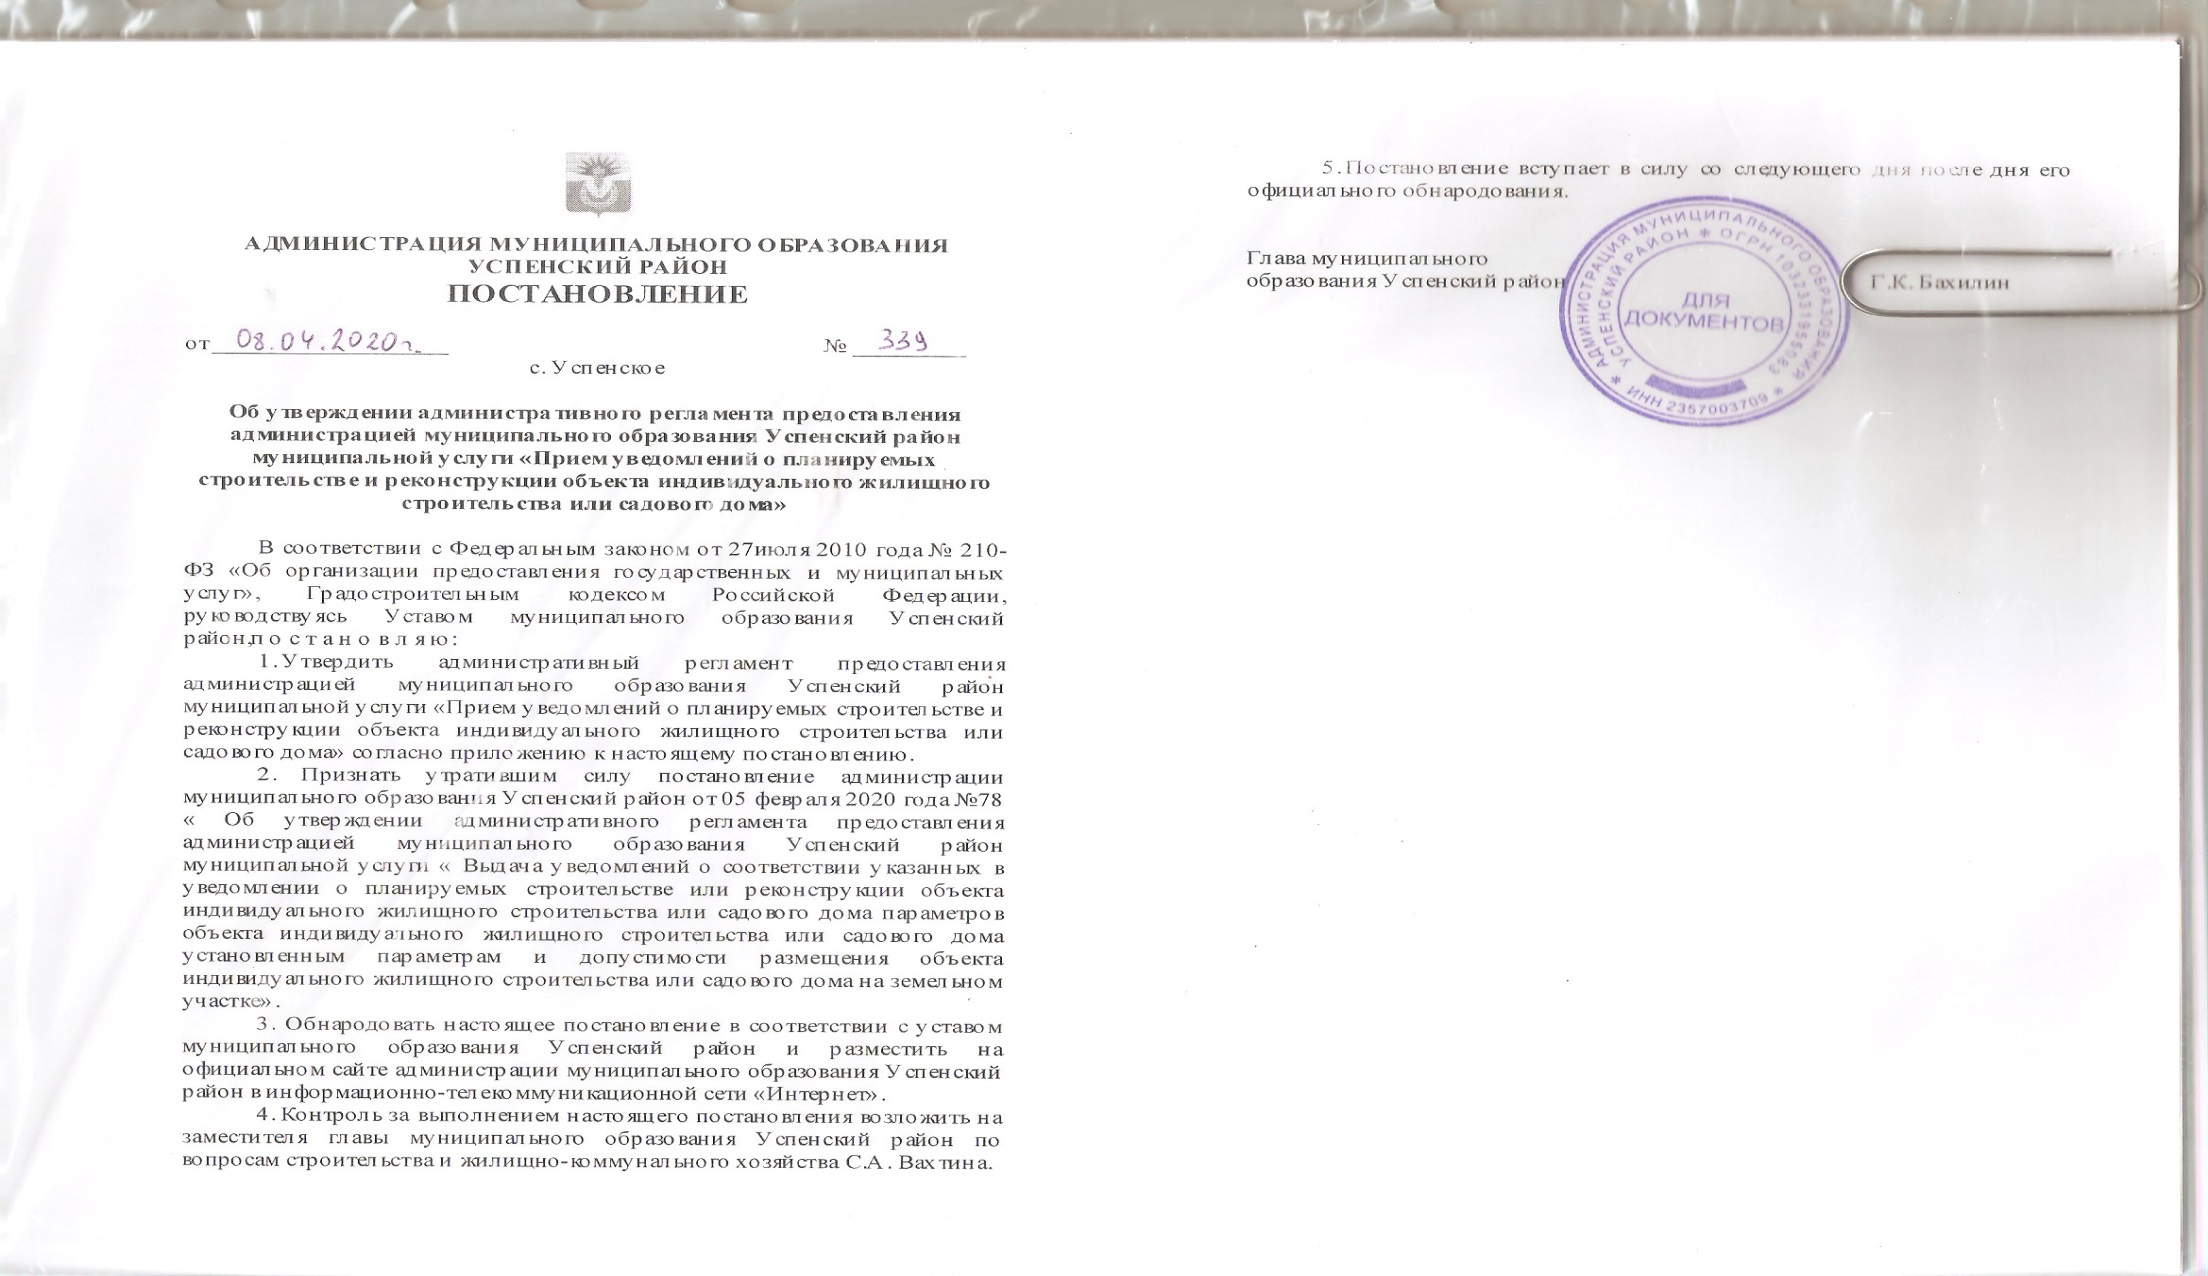 АДМИНИСТРАЦИЯ МУНИЦИПАЛЬНОГО ОБРАЗОВАНИЯ
УСПЕНСКИЙ РАЙОН
ПОСТАНОВЛЕНИЕ
от 08.04.2020г. № 339
с. Успенское
Об утверждении административного регламента предоставления
администрацией муниципального образования Успенский район
муниципальной услуги «Прием уведомлений о планируемых
строительстве и реконструкции объекта индивидуального жилищного
строительства или садового дома»
В соответствии с Федеральным законом от 27июля 2010 года № 210-
ФЗ «Об организации предоставления государственных и муниципальных
услуг», Градостроительным кодексом Российской Федерации,
руководствуясь Уставом муниципального образования Успенский
район,п о с т а н о в л я ю:
1.Утвердить административный регламент предоставления
администрацией муниципального образования Успенский район
муниципальной услуги «Прием уведомлений о планируемых строительстве и
реконструкции объекта индивидуального жилищного строительства или
садового дома» согласно приложению к настоящему постановлению.
2. Признать утратившим силу постановление администрации
муниципального образования Успенский район от 05 февраля 2020 года №78
« Об утверждении административного регламента предоставления
администрацией муниципального образования Успенский район
муниципальной услуги « Выдача уведомлений о соответствии указанных в
уведомлении о планируемых строительстве или реконструкции объекта
индивидуального жилищного строительства или садового дома параметров
объекта индивидуального жилищного строительства или садового дома
установленным параметрам и допустимости размещения объекта
индивидуального жилищного строительства или садового дома на земельном
участке».
3. Обнародовать настоящее постановление в соответствии с уставом
муниципального образования Успенский район и разместить на
официальном сайте администрации муниципального образования Успенский
район в информационно-телекоммуникационной сети «Интернет».
4.Контроль за выполнением настоящего постановления возложить на
заместителя главы муниципального образования Успенский район по
вопросам строительства и жилищно-коммунального хозяйства С.А. Вахтина.
5.Постановление вступает в силу со следующего дня после дня его
официального обнародования.
Глава муниципального
образования Успенский район Г.К. Бахилин
* АДМИНИСТРАЦИЯ МУНИЦИПАЛЬНОГО ОБРАЗОВАНИЯ *
УСПЕНСКИЙ РАЙОН * ОГРН 1032331955083
ИНН 2357003709
ДЛЯ
ДОКУМЕНТОВ